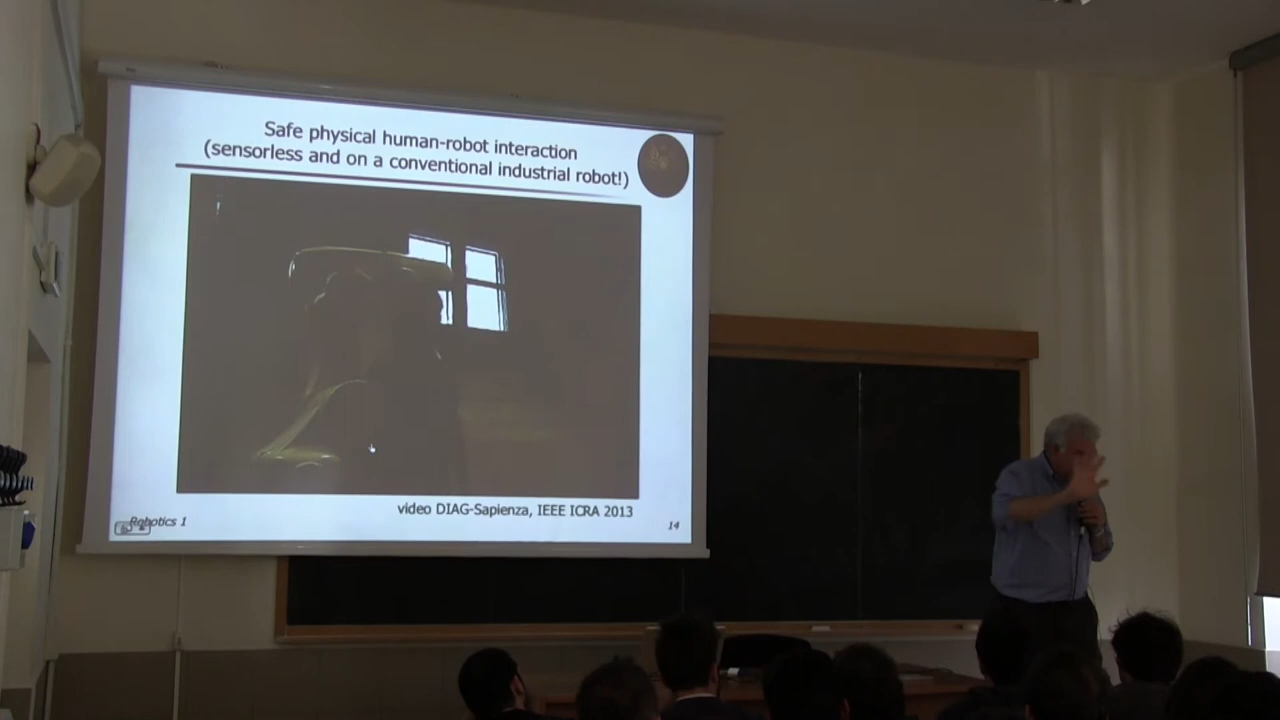 Safe physical human-robot interaction
(sensorless and on a conventional industrial robot!)
video DIAG-Sapienza, IEEE ICRA 2013
Robotics 1
14